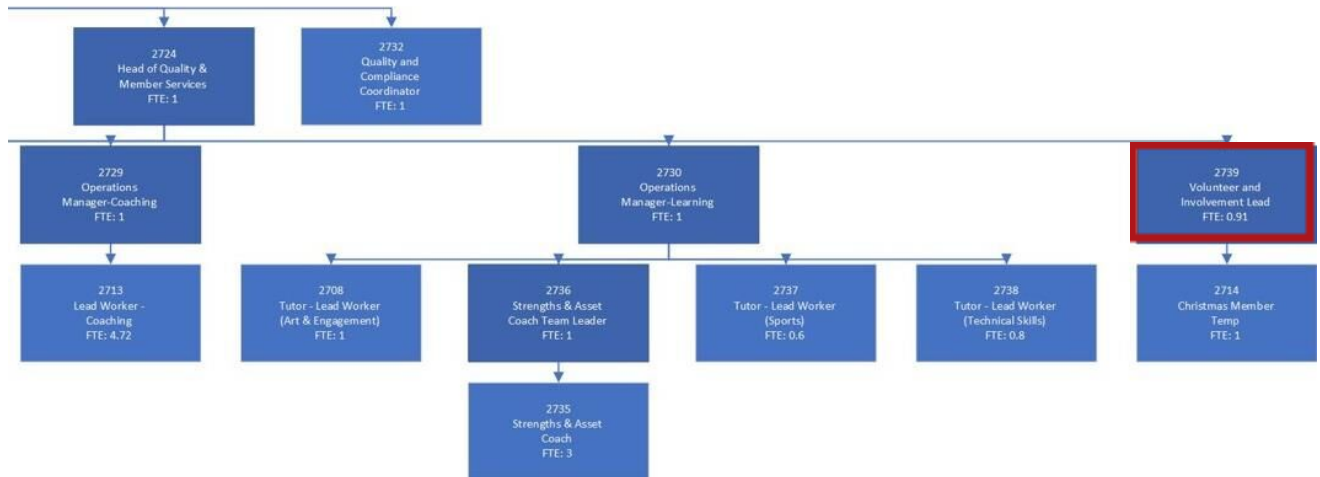 2724
Head of Quality &
Member Services
FTE: 1
2732
Quality and
Compliance
Coordinator
FTE: 1
2729
Operations
Manager-Coaching
FTE: 1
2730
Operations
Manager-Learning
FTE: 1
2739
Volunteer and
Involvement Lead
FTE: 0.91
2713
Lead Worker -
Coaching
FTE: 4.72
2708
Tutor - Lead Worker
(Art & Engagement)
FTE: 1
2736
Strengths & Asset
Coach Team Leader
FTE: 1
2737
Tutor - Lead Worker
(Sports)
FTE: 0.6
2738
Tutor - Lead Worker
(Technical Skills)
FTE: 0.8
2714
Christmas Member
Temp
FTE: 1
2735
Strengths & Asset
Coach
FTE: 3